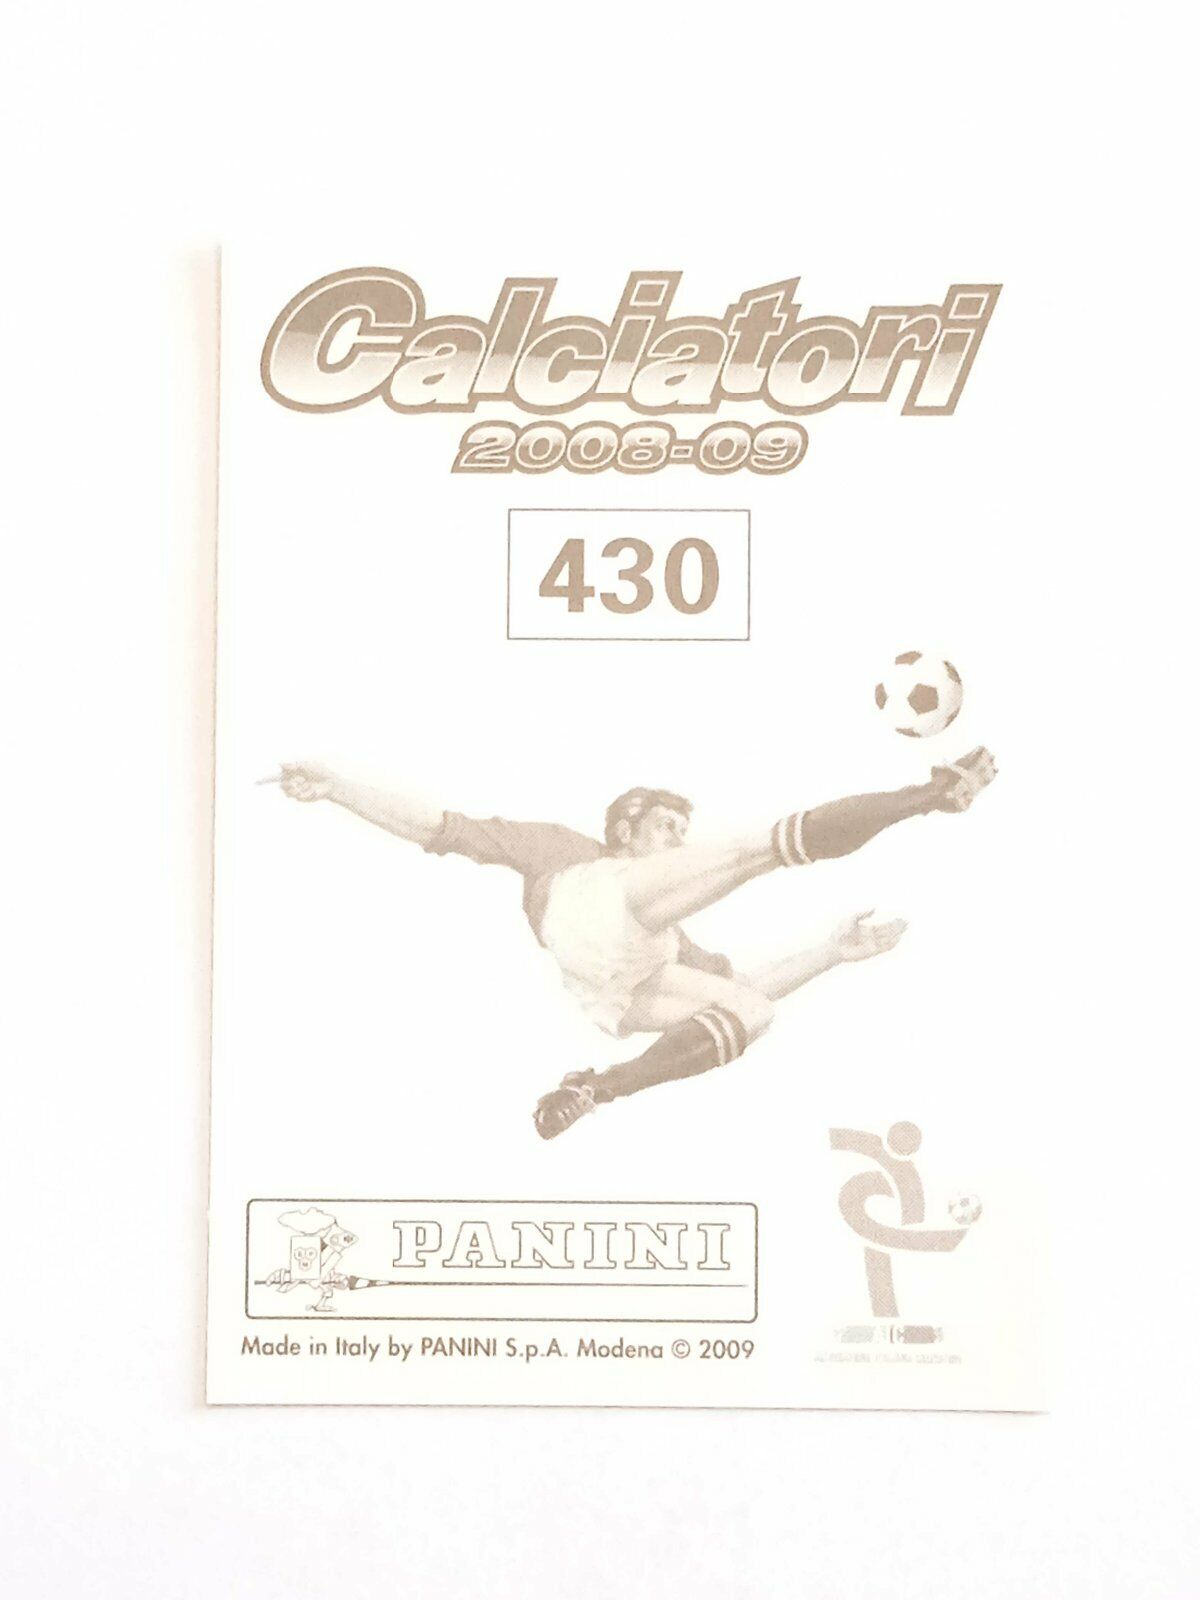 Calciatori
2008-09
430
PANINI
Made in Italy by PANINI S.p.A. Modena © 2009